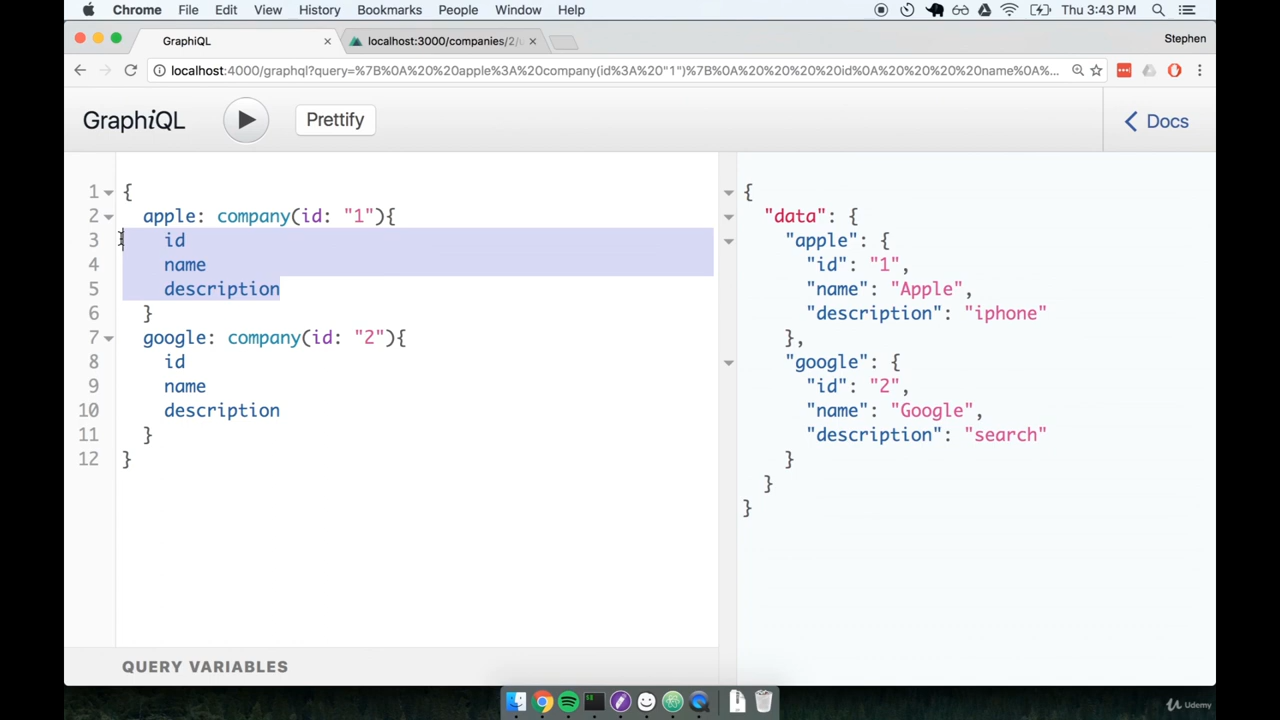 Chrome File Edit View History Bookmarks People Window Help Thu 3:43 PM
GraphiQL localhost:3000/companies/2/ Stephen
localhost:4000/graphql?query=%7B%0A%20%20apple%3A%20company(id%3A%20"1")%7B%0A%20%20%20%20id%0A%20%20%20%20name%0A%...
GraphiQL Prettify Docs
1 {
2 apple: company(id: "1"){
3 id
4 name
5 description
6 }
7 google: company(id: "2"){
8 id
9 name
10 description
11 }
12 }
QUERY VARIABLES
{
"data": {
"apple": {
"id": "1",
"name": "Apple",
"description": "iphone"
},
"google": {
"id": "2",
"name": "Google",
"description": "search"
}
}
}
Udemy